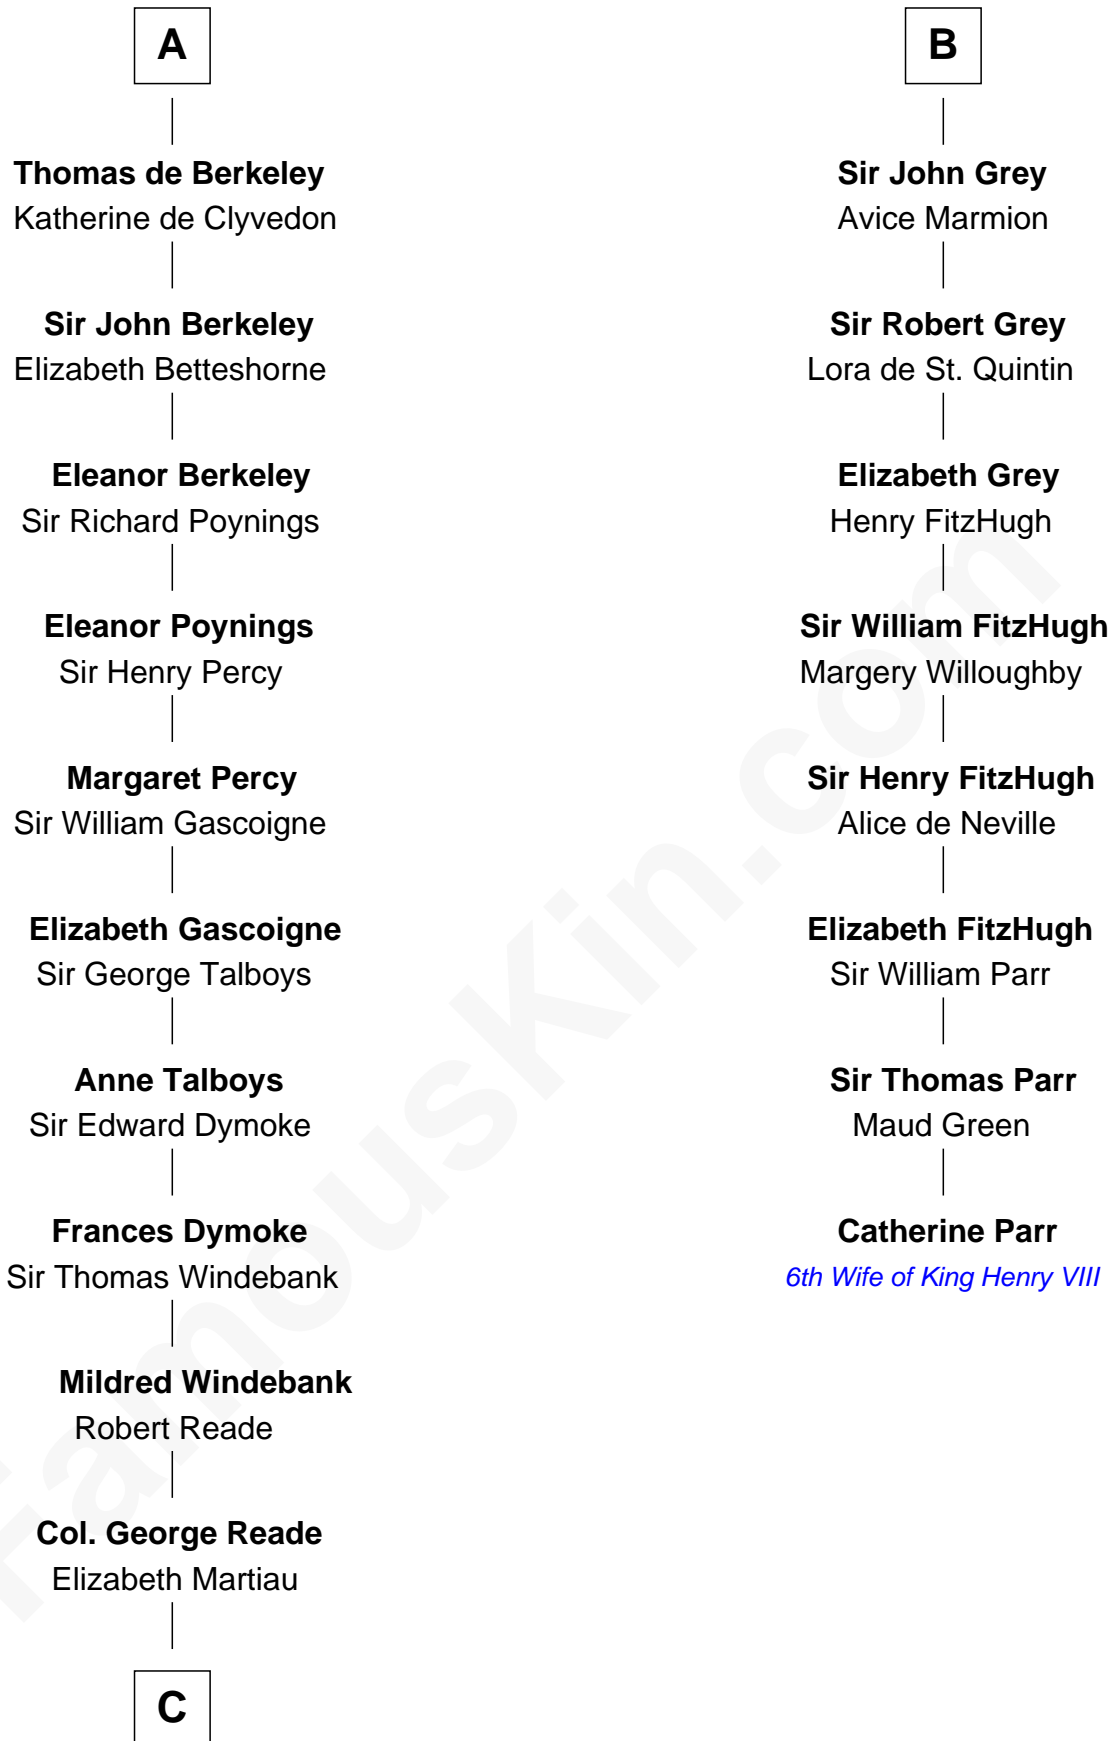 A
Thomas de Berkeley
Katherine de Clyvedon
Sir John Berkeley
Elizabeth Betteshorne
Eleanor Berkeley
Sir Richard Poynings
Eleanor Poynings
Sir Henry Percy
Margaret Percy
Sir William Gascoigne
Elizabeth Gascoigne
Sir George Talboys
Anne Talboys
Sir Edward Dymoke
Frances Dymoke
Sir Thomas Windebank
Mildred Windebank
Robert Reade
Col. George Reade
Elizabeth Martiau
C
B
Sir John Grey
Avice Marmion
Sir Robert Grey
Lora de St. Quintin
Elizabeth Grey
Henry FitzHugh
Sir William FitzHugh
Margery Willoughby
Sir Henry FitzHugh
Alice de Neville
Elizabeth FitzHugh
Sir William Parr
Sir Thomas Parr
Maud Green
Catherine Parr
6th Wife of King Henry VIII
FamousKin.com